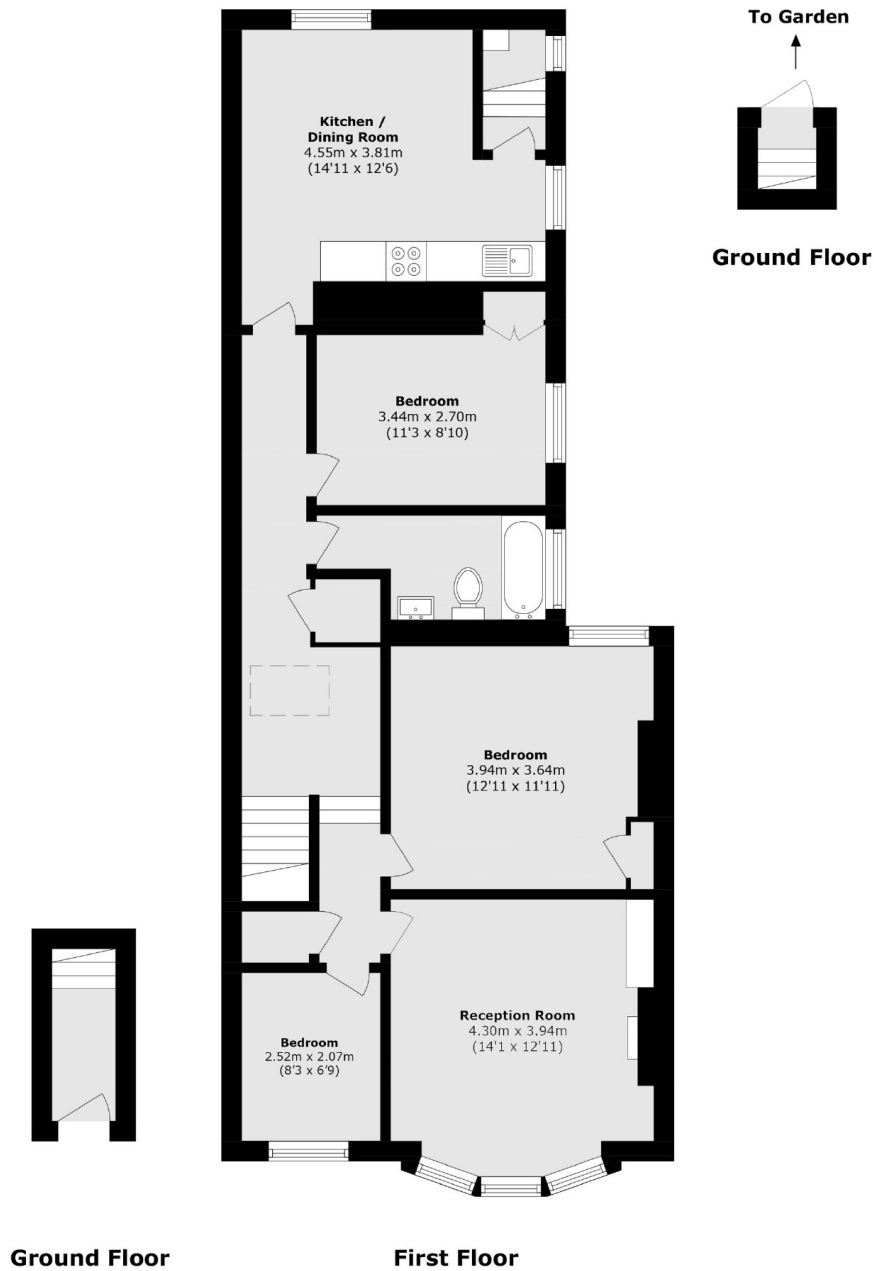 To Garden
Kitchen /
Dining Room
4.55m x 3.81m
(14'11 x 12'6)
Ground Floor
Bedroom
3.44m x 2.70m
(11'3 x 8'10)
Bedroom
3.94m x 3.64m
(12'11 x 11'11)
Reception Room
4.30m x 3.94m
(14'1 x 12'11)
Bedroom
2.52m x 2.07m
(8'3 x 6'9)
Ground Floor
First Floor